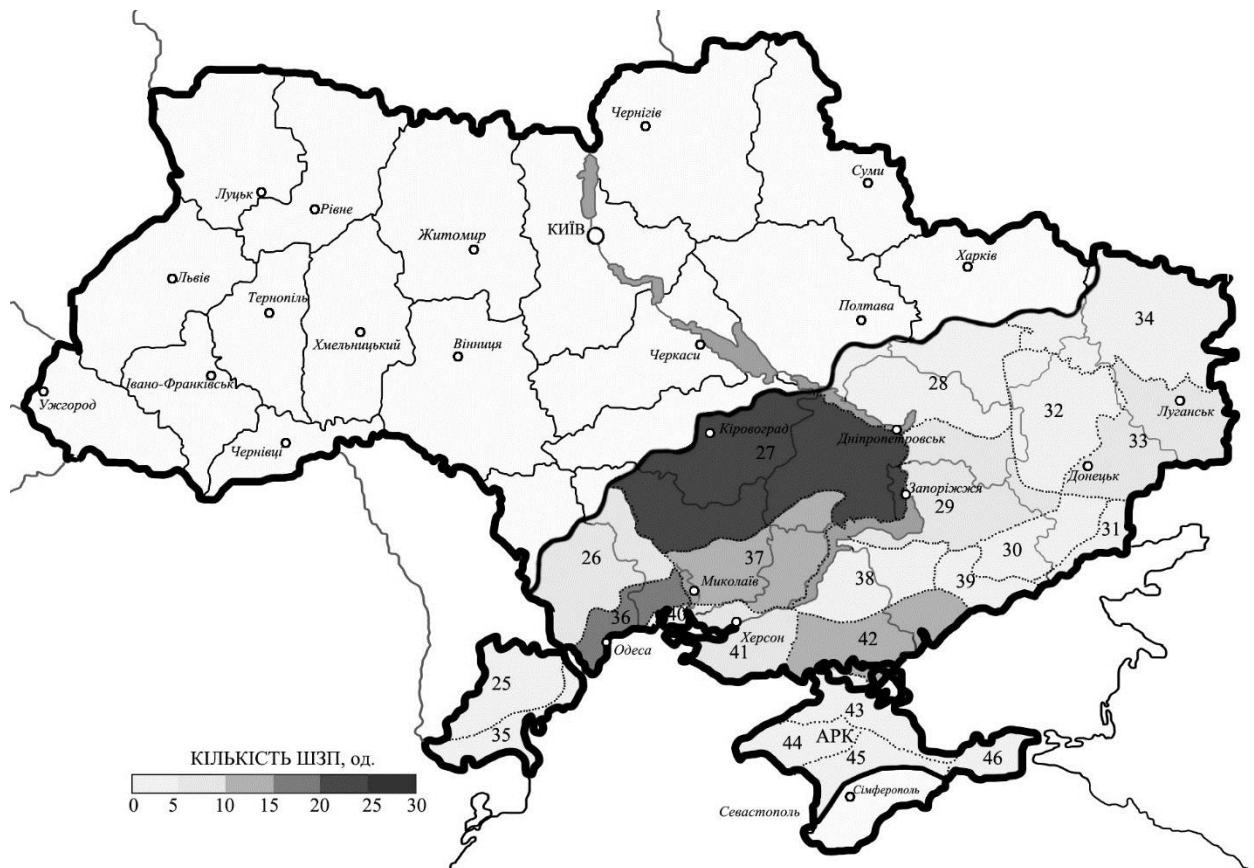 Чернігів
Суми
Луцьк
Рівне
Житомир
КИЇВ
Харків
Львів
Тернопіль
Хмельницький
Вінниця
Черкаси
Полтава
34
Івано-Франківськ
Ужгород
Чернівці
28
32
Луганськ
Кіровоград
27
Дніпропетровськ
33
Донецьк
Запоріжжя
29
31
30
26
37
38
39
Миколаїв
36
40
Херсон
41
42
Одеса
25
35
43
44
АРК
45
46
Сімферополь
Севастополь
КІЛЬКІСТЬ ШЗП, од.
0 5 10 15 20 25 30